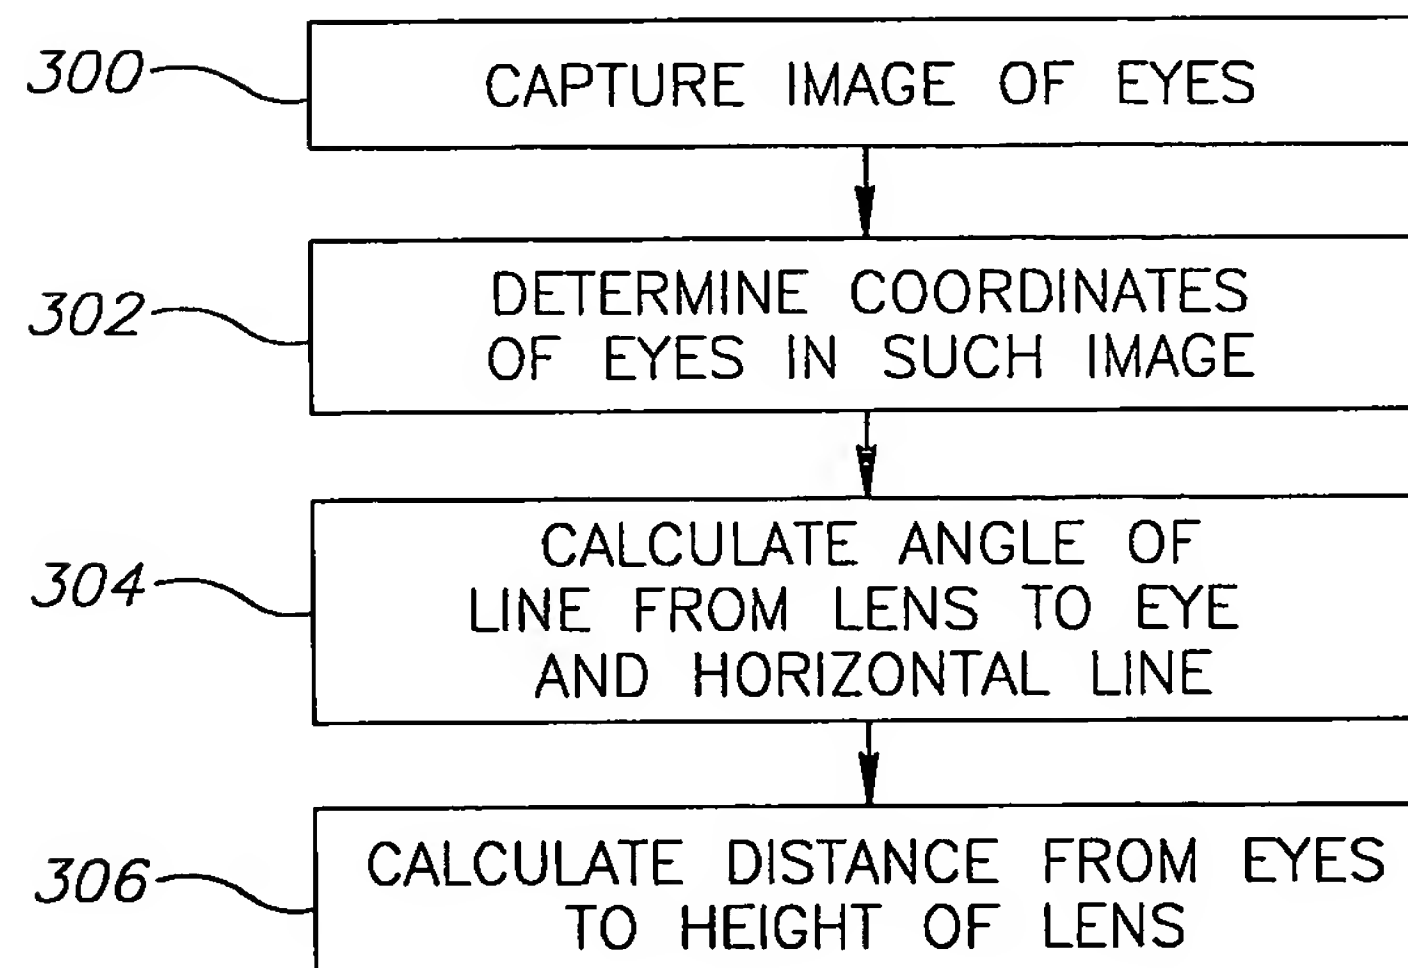 300
CAPTURE IMAGE OF EYES
302
DETERMINE COORDINATES
OF EYES IN SUCH IMAGE
304
CALCULATE ANGLE OF
LINE FROM LENS TO EYE
AND HORIZONTAL LINE
306
CALCULATE DISTANCE FROM EYES
TO HEIGHT OF LENS